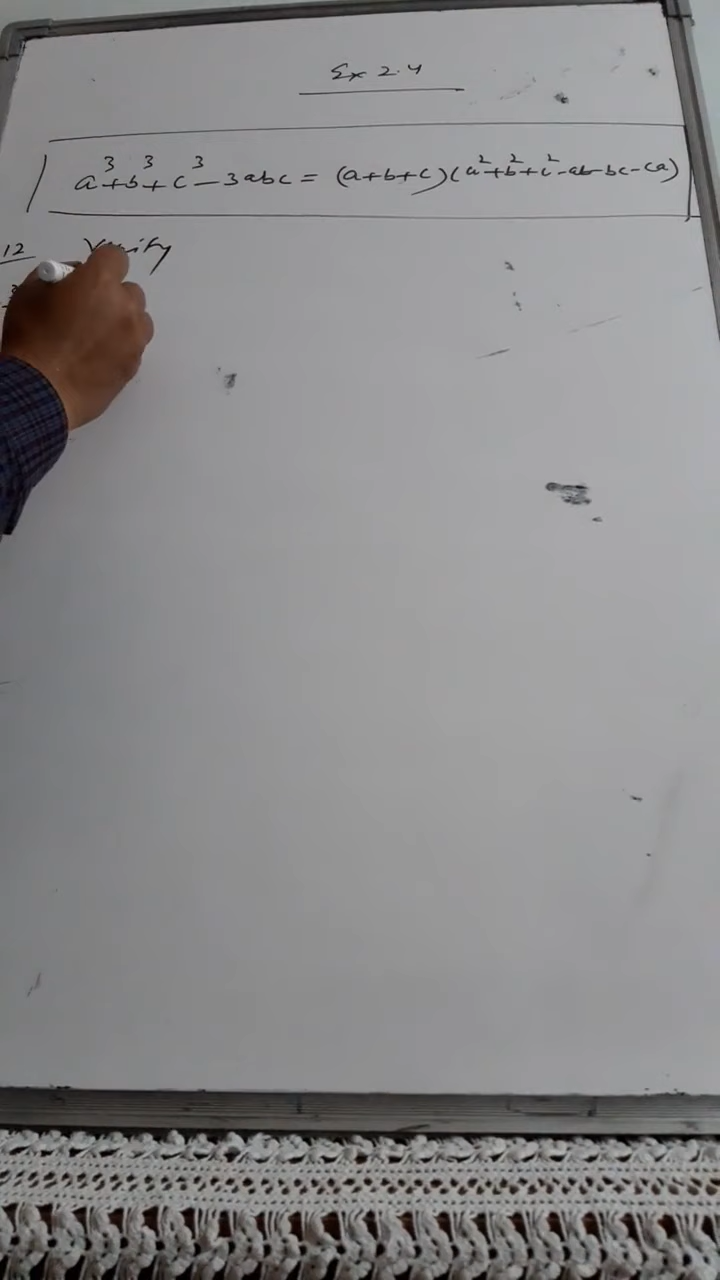 Ex 2.4
a³+b³+c³-3abc = (a+b+c)(a²+b²+c²-ab-bc-ca)
12 Verify